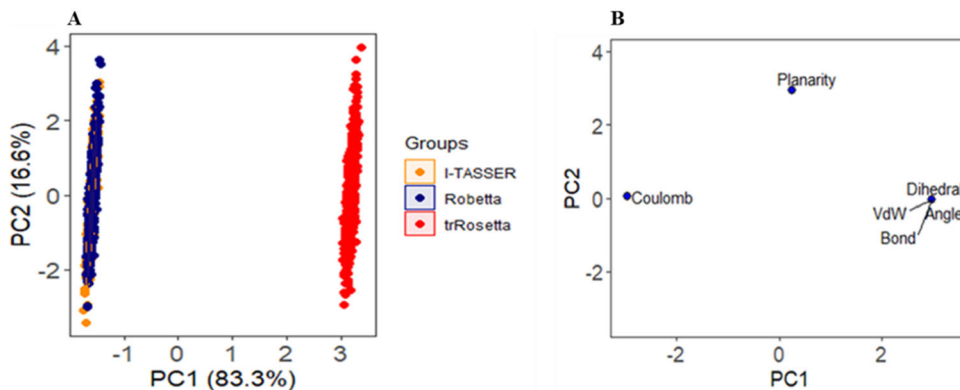 A
PC2 (16.6%)
4
2
0
-2
-1
0
1
2
3
PC1 (83.3%)
Groups
I-TASSER
Robetta
trRosetta
B
PC2
4
2
0
-2
Planarity
Coulomb
Dihedral
VdW
Angle
Bond
-2
0
2
PC1